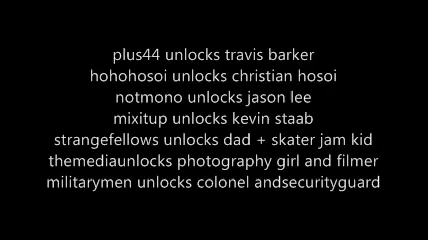 plus44 unlocks travis barker
hohohosoi unlocks christian hosoi
notmono unlocks jason lee
mixitup unlocks kevin staab
strangefellows unlocks dad + skater jam kid
themediaunlocks photography girl and filmer
militarymen unlocks colonel andsecurityguard